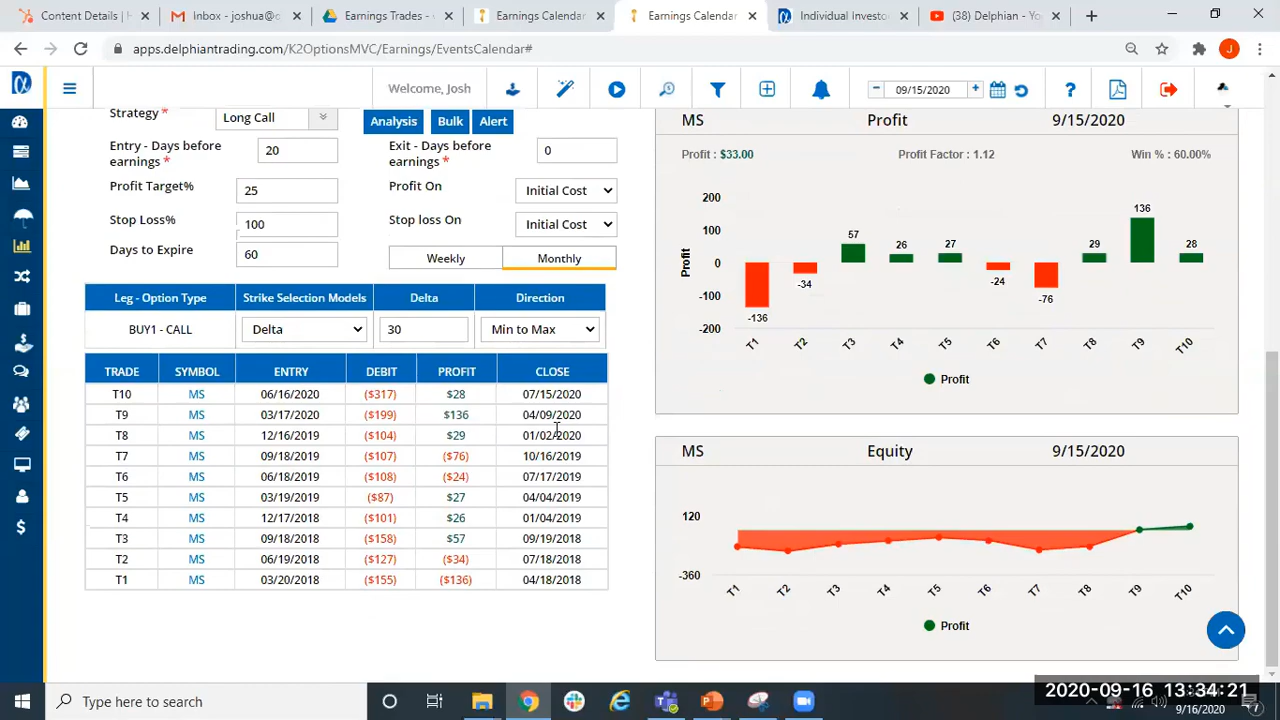 Content Details | H
Inbox - joshua@o
Earnings Trades - G
Earnings Calenda
Earnings Calenda
Individual Investo
(38) Delphian - Yo
apps.delphiantrading.com/K2OptionsMVC/Earnings/EventsCalendar#
J
Welcome, Josh
09/15/2020
Strategy *
Long Call
Analysis
Bulk
Alert
Entry - Days before earnings *
20
Exit - Days before earnings *
0
Profit Target%
25
Profit On
Initial Cost
Stop Loss%
100
Stop loss On
Initial Cost
Days to Expire
60
Weekly
Monthly
Leg - Option Type Strike Selection Models Delta Direction
BUY1 - CALL Delta 30 Min to Max
TRADE SYMBOL ENTRY DEBIT PROFIT CLOSE
T10 MS 06/16/2020 ($317) $28 07/15/2020
T9 MS 03/17/2020 ($199) $136 04/09/2020
T8 MS 12/16/2019 ($104) $29 01/02/2020
T7 MS 09/18/2019 ($107) ($76) 10/16/2019
T6 MS 06/18/2019 ($108) ($24) 07/17/2019
T5 MS 03/19/2019 ($87) $27 04/04/2019
T4 MS 12/17/2018 ($101) $26 01/04/2019
T3 MS 09/18/2018 ($158) $57 09/19/2018
T2 MS 06/19/2018 ($127) ($34) 07/18/2018
T1 MS 03/20/2018 ($155) ($136) 04/18/2018
MS Profit 9/15/2020
Profit : $33.00 Profit Factor : 1.12 Win % : 60.00%
Profit
200
100
0
-100
-200
-136
-34
57
26
27
-24
-76
29
136
28
T1 T2 T3 T4 T5 T6 T7 T8 T9 T10
Profit
MS Equity 9/15/2020
120
-360
T1 T2 T3 T4 T5 T6 T7 T8 T9 T10
Profit
Type here to search
2020-09-16 13:34:21
9/16/2020